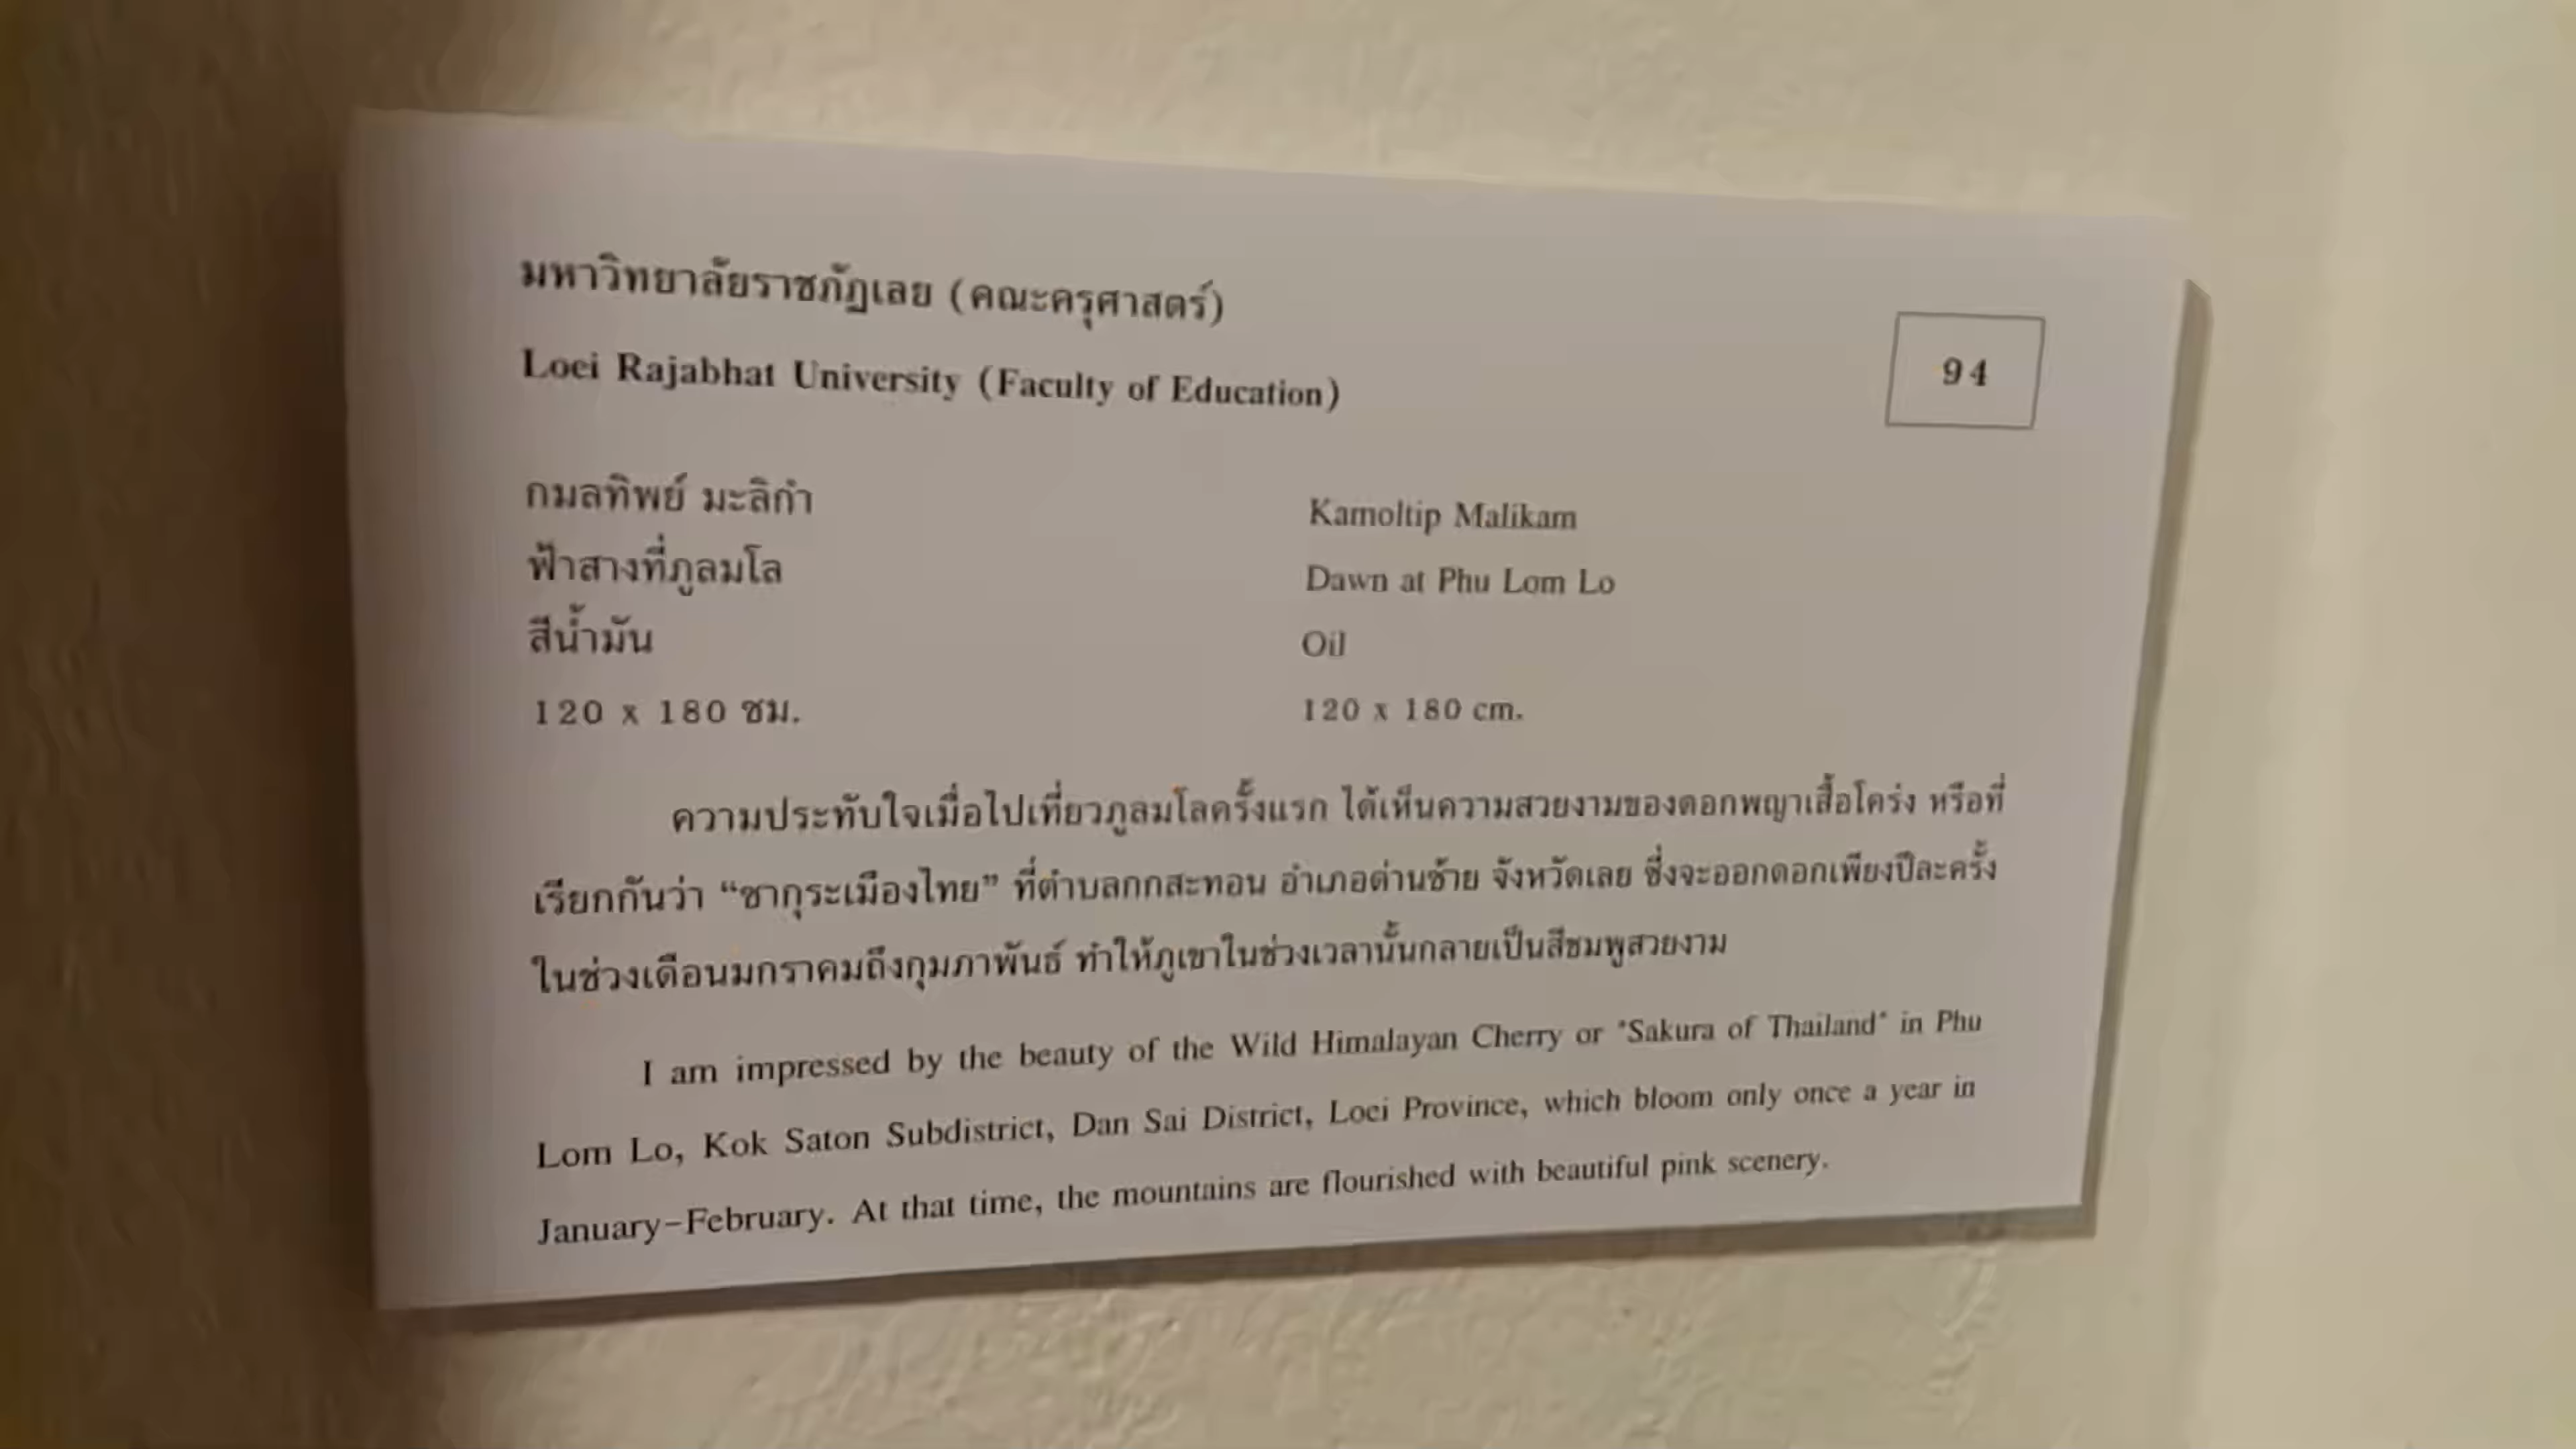 มหาวิทยาลัยราชภัฏเลย (คณะครุศาสตร์)
Loei Rajabhat University (Faculty of Education)
94
กมลทิพย์ มะลิกำ
Kamoltip Malikam
ฟ้าสางที่ภูลมโล
Dawn at Phu Lom Lo
สีน้ำมัน
Oil
120 x 180 ซม.
120 x 180 cm.
ความประทับใจเมื่อไปเที่ยวภูลมโลครั้งแรก ได้เห็นความสวยงามของดอกพญาเสือโคร่ง หรือที่
เรียกกันว่า “ซากุระเมืองไทย” ที่ตำบลกกสะทอน อำเภอด่านซ้าย จังหวัดเลย ซึ่งจะออกดอกเพียงปีละครั้ง
ในช่วงเดือนมกราคมถึงกุมภาพันธ์ ทำให้ภูเขาในช่วงเวลานั้นกลายเป็นสีชมพูสวยงาม
I am impressed by the beauty of the Wild Himalayan Cherry or "Sakura of Thailand" in Phu
Lom Lo, Kok Saton Subdistrict, Dan Sai District, Loei Province, which bloom only once a year in
January-February. At that time, the mountains are flourished with beautiful pink scenery.